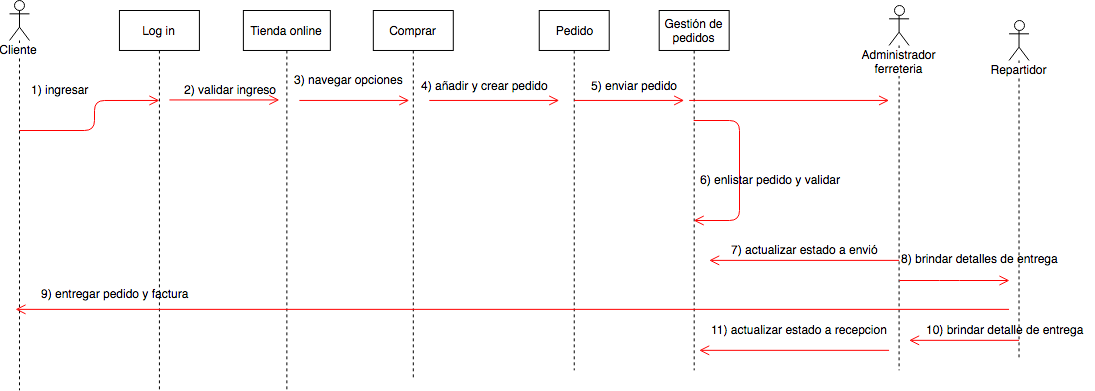 Cliente
Log in
Tienda online
Comprar
Pedido
Gestión de
pedidos
Administrador
ferreteria
Repartidor
1) ingresar
2) validar ingreso
3) navegar opciones
4) añadir y crear pedido
5) enviar pedido
6) enlistar pedido y validar
7) actualizar estado a envió
8) brindar detalles de entrega
9) entregar pedido y factura
10) brindar detalle de entrega
11) actualizar estado a recepcion